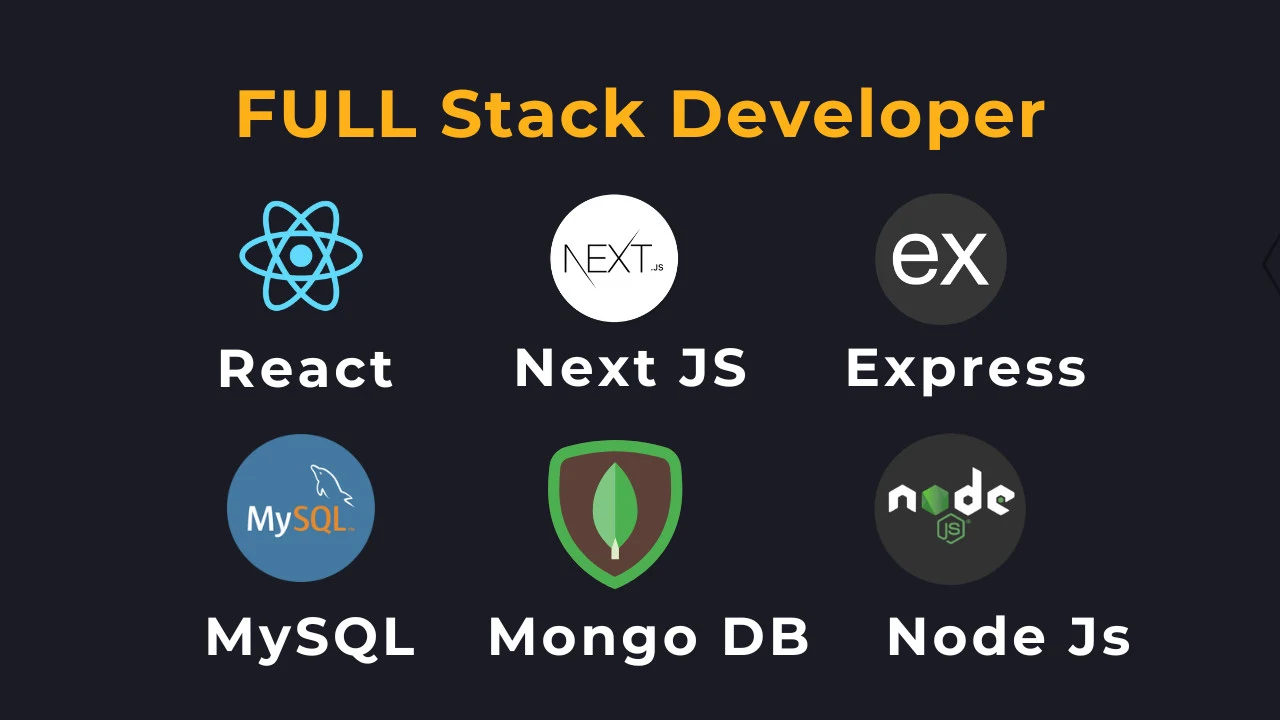 FULL Stack Developer
NEXT.JS
ex
React
Next JS
Express
MySQL
node
JS
MySQL
Mongo DB
Node Js